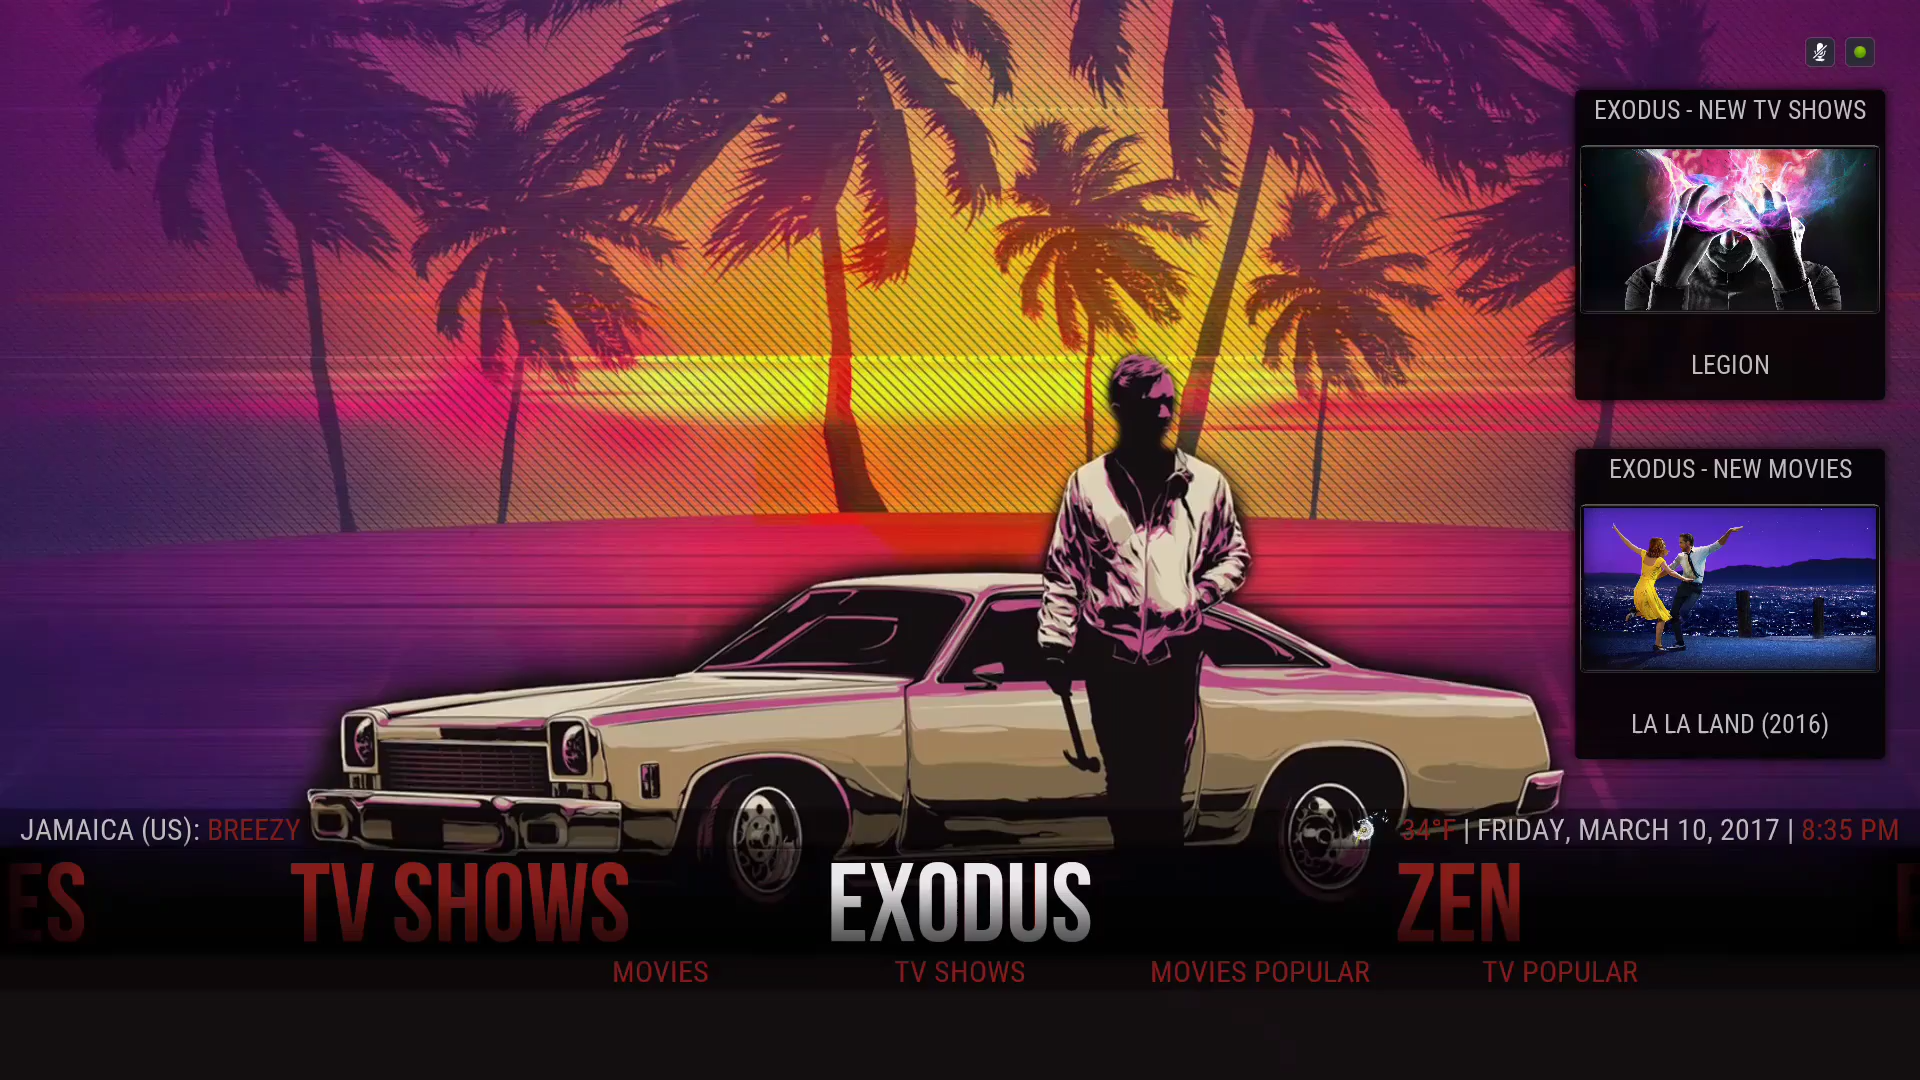 EXODUS - NEW TV SHOWS
LEGION
EXODUS - NEW MOVIES
LA LA LAND (2016)
JAMAICA (US): BREEZY
34°F | FRIDAY, MARCH 10, 2017 | 8:35 PM
ES TV SHOWS EXODUS ZEN
MOVIES TV SHOWS MOVIES POPULAR TV POPULAR